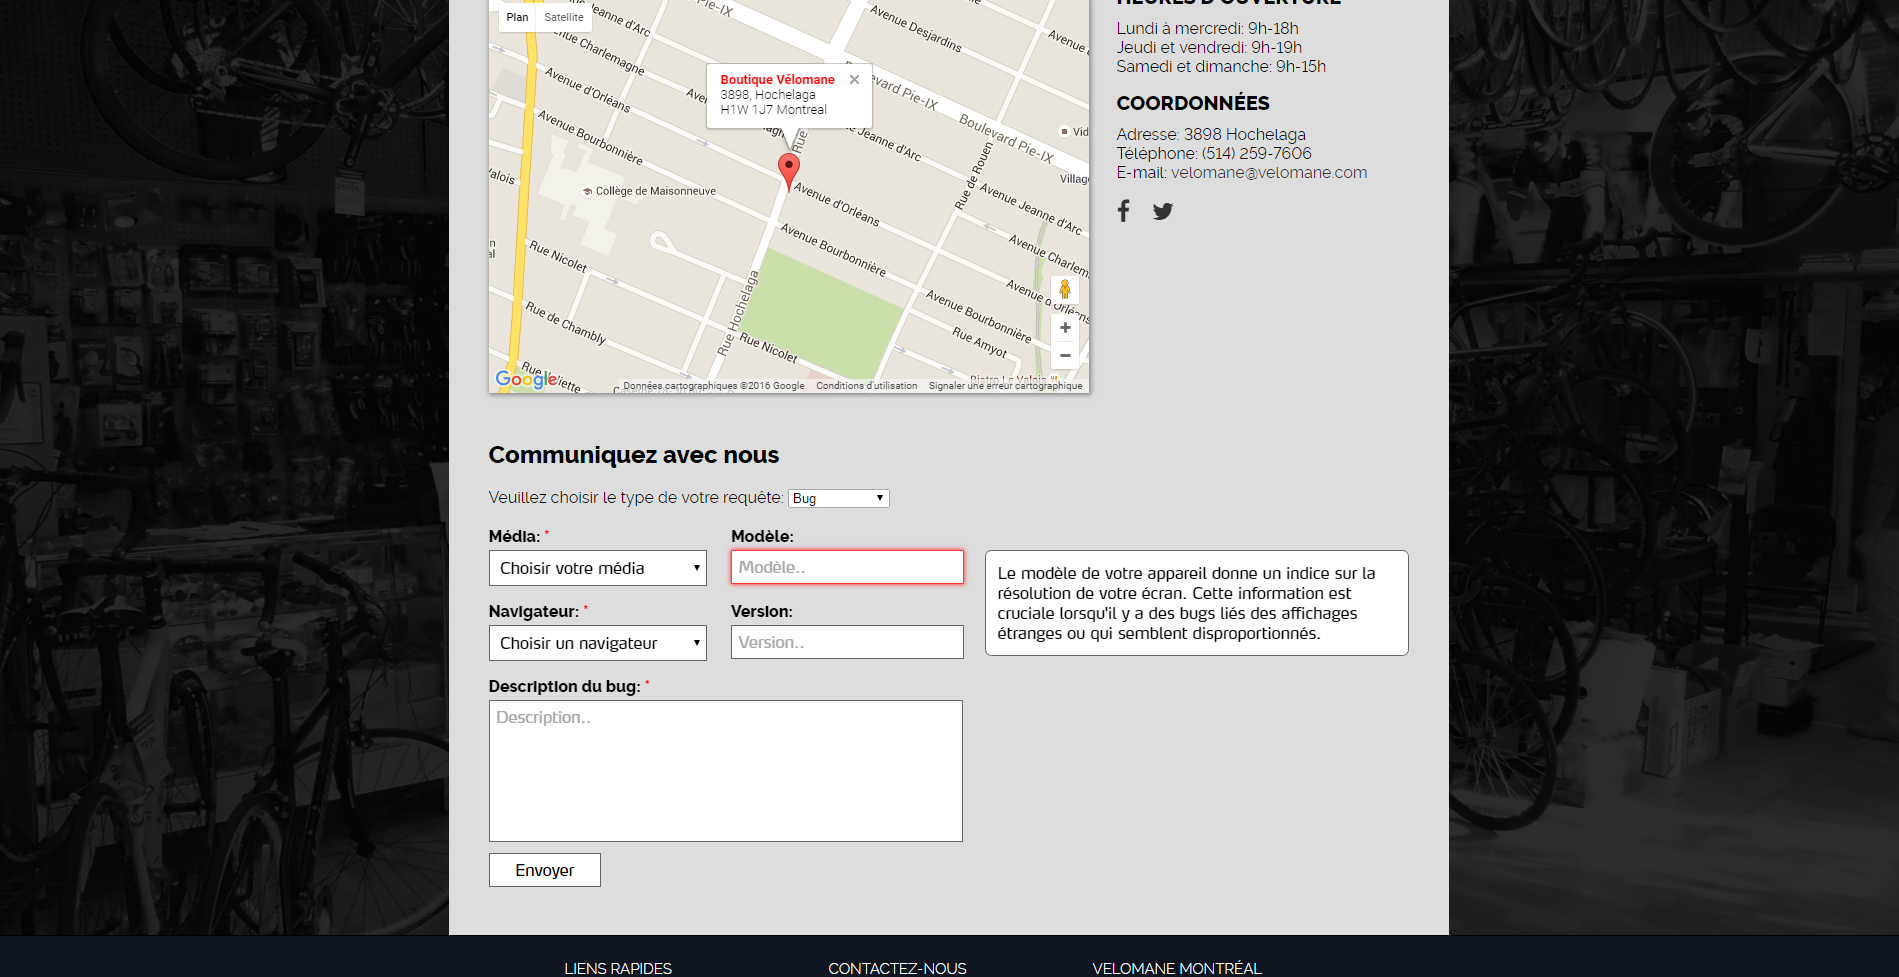 Plan Satellite
Pie-IX
Avenue Jeanne d'Arc
Avenue Charlemagne
Avenue Desjardins
Avenue d'Orléans
Avenue Bourbonnière
Boutique Vélomane
3898, Hochelaga
H1W 1J7 Montreal
Boulevard Pie-IX
Jeanne d'Arc
Rue de Rouen
Collège de Maisonneuve
Avenue d'Orléans
Avenue Jeanne d'Arc
Avenue Bourbonnière
Rue Nicolet
Rue Hochelaga
Rue de Chambly
Rue Nicolet
Avenue Bourbonnière
Rue Amyot
Google
Données cartographiques ©2016 Google Conditions d'utilisation Signaler une erreur cartographique
HEURES D'OUVERTURE
Lundi à mercredi: 9h-18h
Jeudi et vendredi: 9h-19h
Samedi et dimanche: 9h-15h
COORDONNÉES
Adresse: 3898 Hochelaga
Téléphone: (514) 259-7606
E-mail: velomane@velomane.com
Communiquez avec nous
Veuillez choisir le type de votre requête: Bug
Média: *
Choisir votre média
Modèle:
Modèle..
Navigateur: *
Choisir un navigateur
Version:
Version..
Le modèle de votre appareil donne un indice sur la
résolution de votre écran. Cette information est
cruciale lorsqu'il y a des bugs liés des affichages
étranges ou qui semblent disproportionnés.
Description du bug: *
Description..
Envoyer
LIENS RAPIDES
CONTACTEZ-NOUS
VELOMANE MONTRÉAL